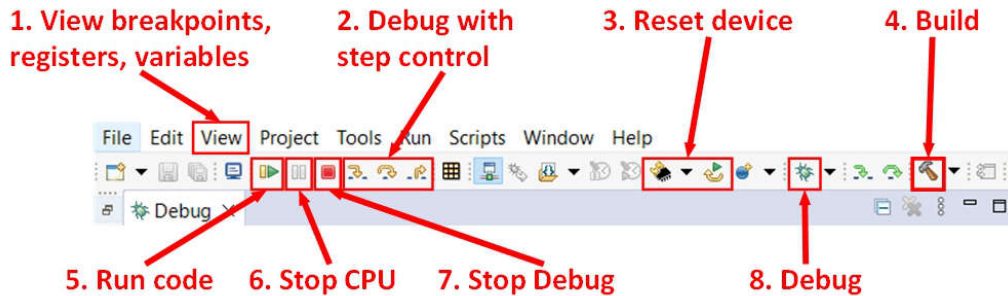 1. View breakpoints,
registers, variables
2. Debug with
step control
3. Reset device
4. Build
File Edit View Project Tools Run Scripts Window Help
Debug
5. Run code
6. Stop CPU
7. Stop Debug
8. Debug